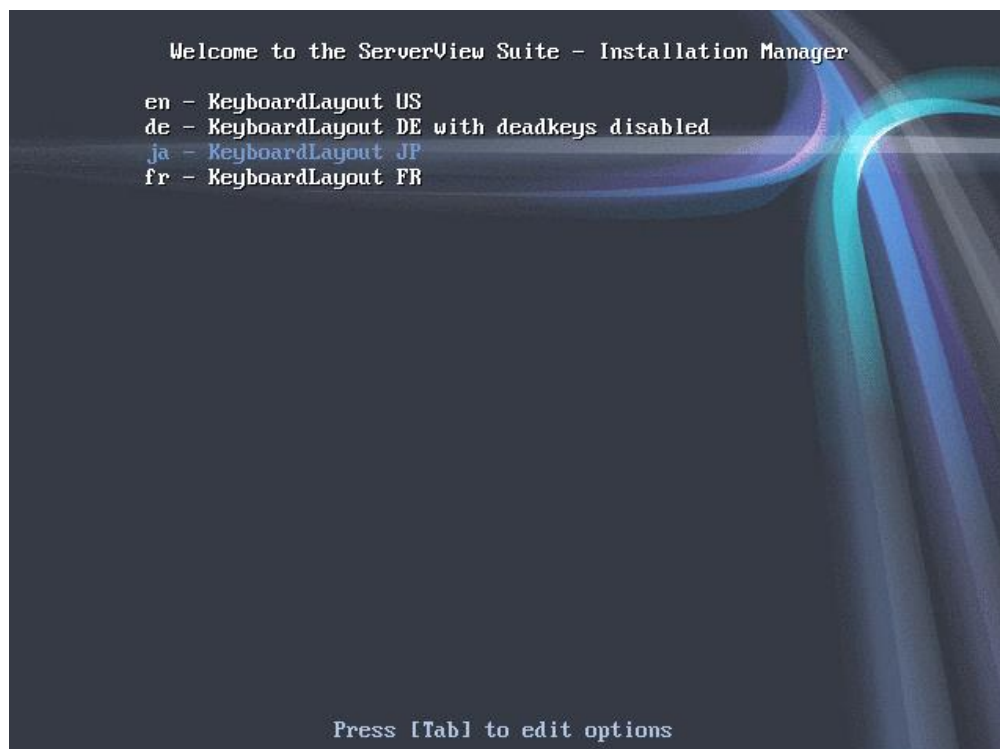 Welcome to the ServerView Suite - Installation Manager
en - KeyboardLayout US
de - KeyboardLayout DE with deadkeys disabled
ja - KeyboardLayout JP
fr - KeyboardLayout FR
Press [Tab] to edit options